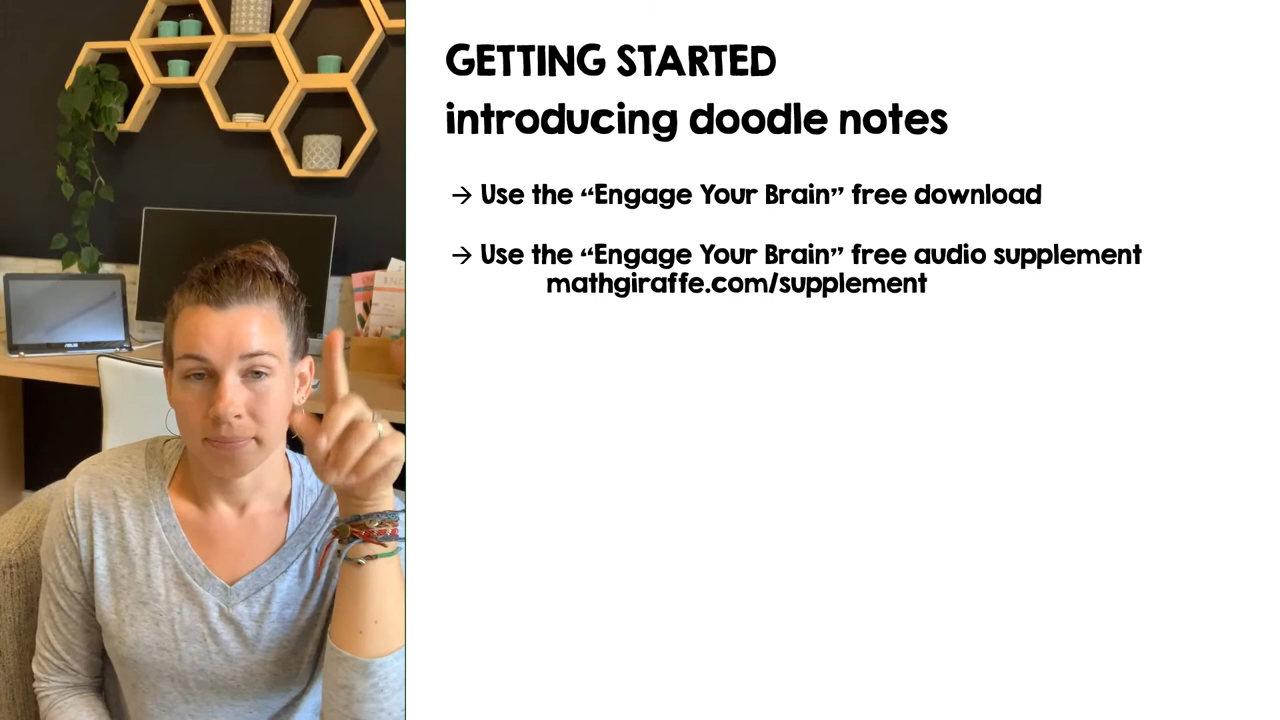 GETTING STARTED
introducing doodle notes
→ Use the “Engage Your Brain” free download
→ Use the “Engage Your Brain” free audio supplement
mathgiraffe.com/supplement